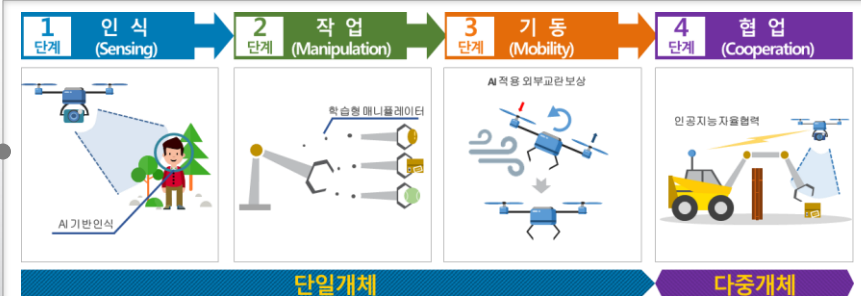 1 단계 인 식 (Sensing)
2 단계 작 업 (Manipulation)
3 단계 기 동 (Mobility)
4 단계 협 업 (Cooperation)
AI 기반인식
학습형 매니퓰레이터
AI 적용 외부교란 보상
인공지능자율협력
단일개체
다중개체